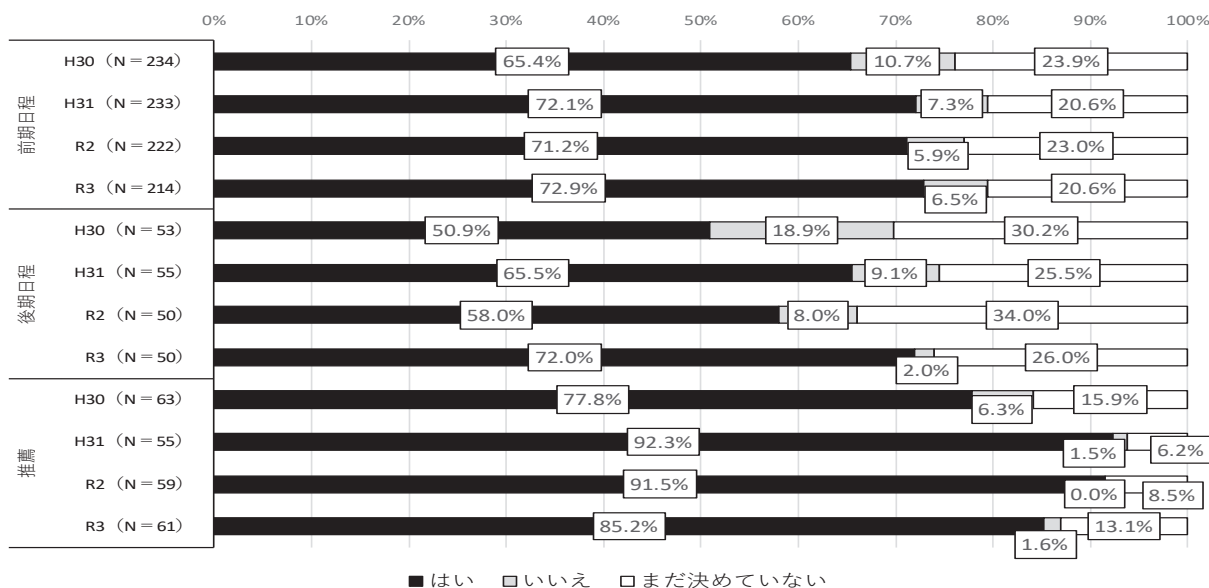 0% 10% 20% 30% 40% 50% 60% 70% 80% 90% 100%
前期日程
H30 （N = 234） 65.4% 10.7% 23.9%
H31 （N = 233） 72.1% 7.3% 20.6%
R2 （N = 222） 71.2% 5.9% 23.0%
R3 （N = 214） 72.9% 6.5% 20.6%
後期日程
H30 （N = 53） 50.9% 18.9% 30.2%
H31 （N = 55） 65.5% 9.1% 25.5%
R2 （N = 50） 58.0% 8.0% 34.0%
R3 （N = 50） 72.0% 2.0% 26.0%
推薦
H30 （N = 63） 77.8% 6.3% 15.9%
H31 （N = 55） 92.3% 1.5% 6.2%
R2 （N = 59） 91.5% 0.0% 8.5%
R3 （N = 61） 85.2% 1.6% 13.1%
はい いいえ まだ決めていない